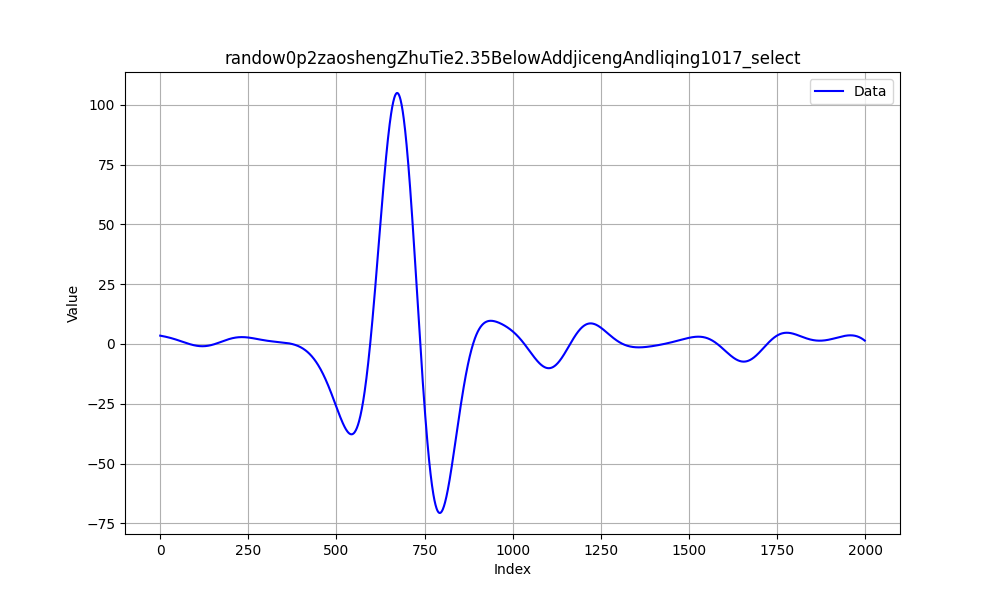 randow0p2zaoshengZhuTie2.35BelowAddjicengAndliqing1017_select
Data
100
75
50
25
0
−25
−50
−75
Value
0 250 500 750 1000 1250 1500 1750 2000
Index